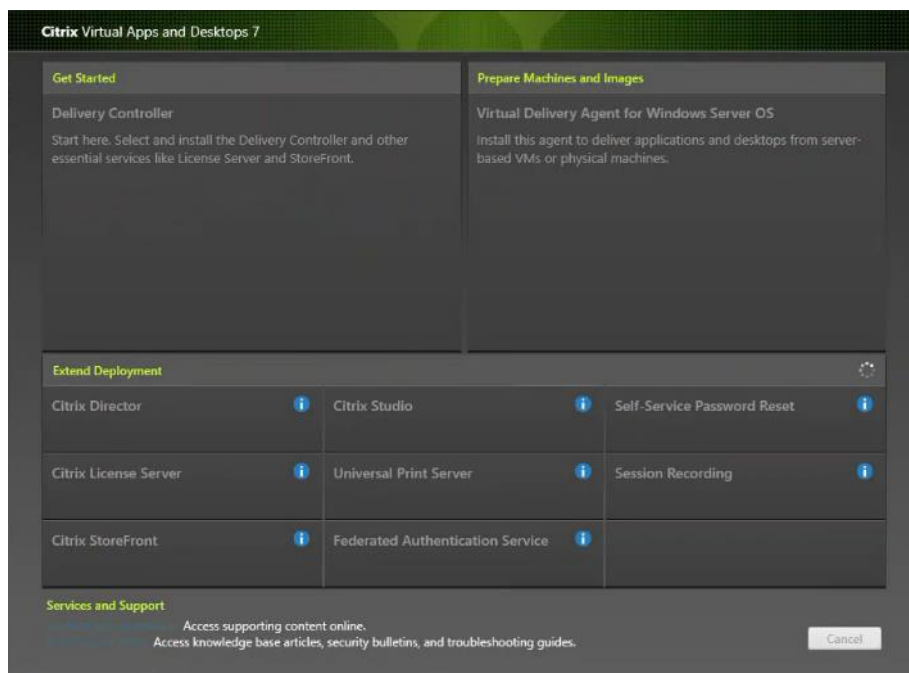 Citrix Virtual Apps and Desktops 7
Get Started
Delivery Controller
Start here. Select and install the Delivery Controller and other
essential services like License Server and StoreFront.
Prepare Machines and Images
Virtual Delivery Agent for Windows Server OS
Install this agent to deliver applications and desktops from server-
based VMs or physical machines.
Extend Deployment
Citrix Director
Citrix Studio
Self-Service Password Reset
Citrix License Server
Universal Print Server
Session Recording
Citrix StoreFront
Federated Authentication Service
Services and Support
Access supporting content online.
Access knowledge base articles, security bulletins, and troubleshooting guides.
Cancel